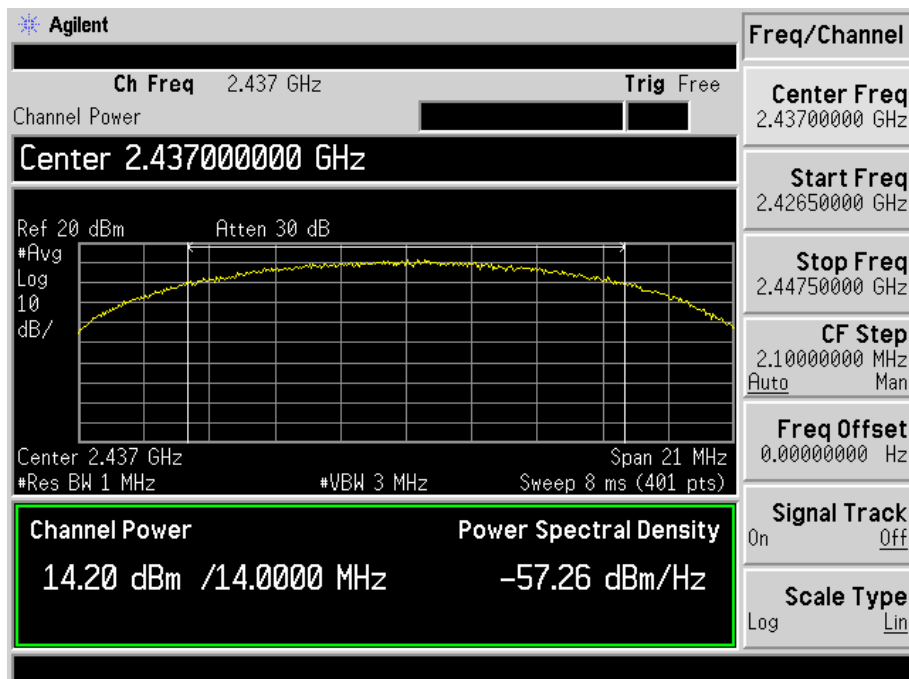 Agilent
Ch Freq 2.437 GHz Trig Free
Channel Power
Center 2.437000000 GHz
Ref 20 dBm Atten 30 dB
#Avg
Log
10
dB/
Center 2.437 GHz Span 21 MHz
#Res BW 1 MHz #VBW 3 MHz Sweep 8 ms (401 pts)
Channel Power Power Spectral Density
14.20 dBm /14.0000 MHz -57.26 dBm/Hz
Freq/Channel
Center Freq
2.43700000 GHz
Start Freq
2.42650000 GHz
Stop Freq
2.44750000 GHz
CF Step
2.10000000 MHz
Auto Man
Freq Offset
0.00000000 Hz
Signal Track
On Off
Scale Type
Log Lin